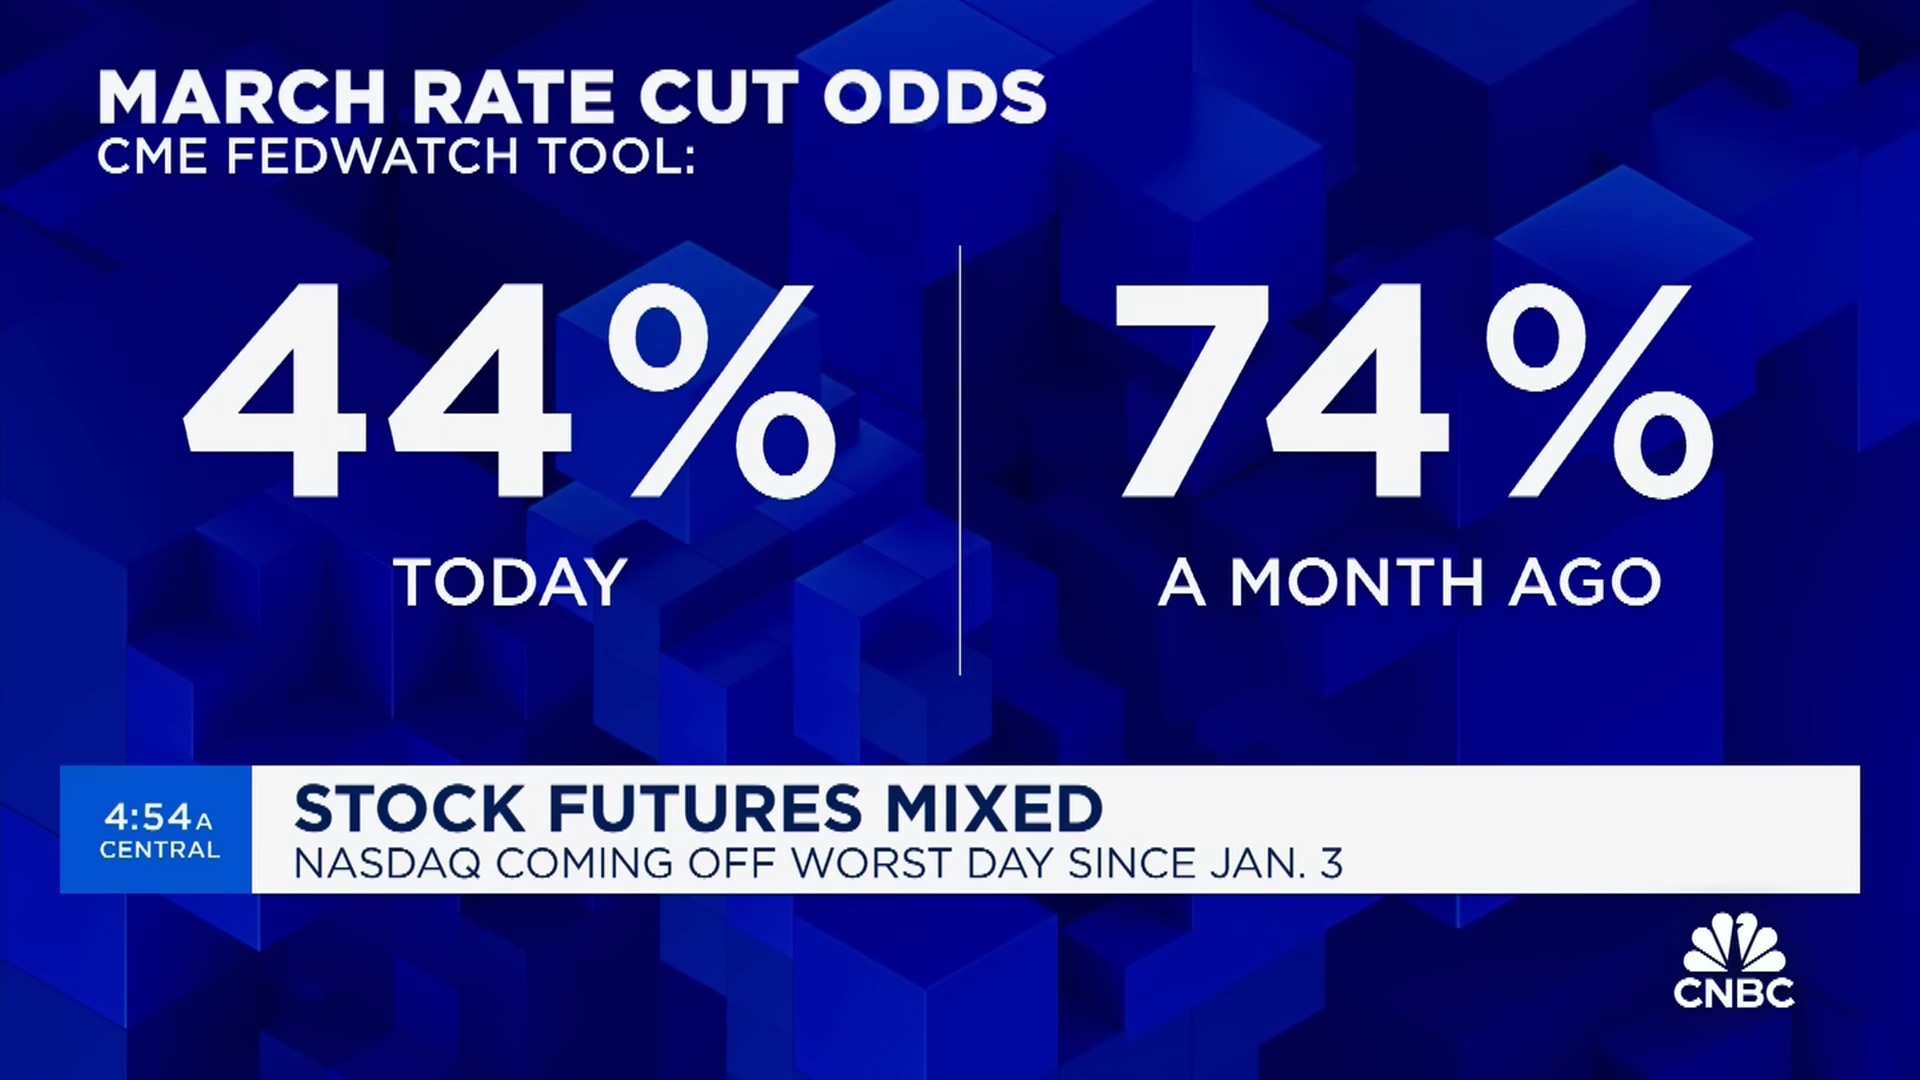 MARCH RATE CUT ODDS
CME FEDWATCH TOOL:
44%
TODAY
74%
A MONTH AGO
4:54A
CENTRAL
STOCK FUTURES MIXED
NASDAQ COMING OFF WORST DAY SINCE JAN. 3
CNBC